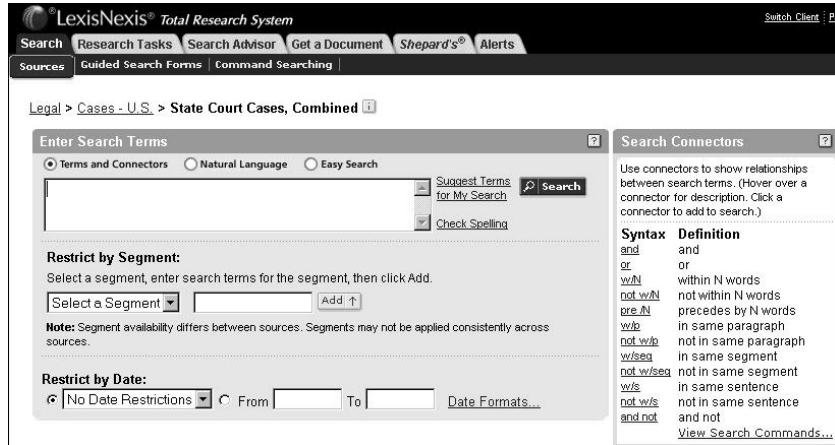 ®LexisNexis® Total Research System
Switch Client
Search Research Tasks Search Advisor Get a Document Shepard's® Alerts
Sources Guided Search Forms | Command Searching |
Legal > Cases - U.S. > State Court Cases, Combined i
Enter Search Terms ?
Terms and Connectors Natural Language Easy Search
Suggest Terms for My Search
Search
Check Spelling
Restrict by Segment:
Select a segment, enter search terms for the segment, then click Add.
Select a Segment Add ↑
Note: Segment availability differs between sources. Segments may not be applied consistently across
sources.
Restrict by Date:
No Date Restrictions From To Date Formats...
Search Connectors ?
Use connectors to show relationships
between search terms. (Hover over a
connector for description. Click a
connector to add to search.)
Syntax Definition
and and
or or
w/N within N words
not w/N not within N words
pre /N precedes by N words
w/p in same paragraph
not w/p not in same paragraph
w/seg in same segment
not w/seg not in same segment
w/s in same sentence
not w/s not in same sentence
and not and not
View Search Commands...